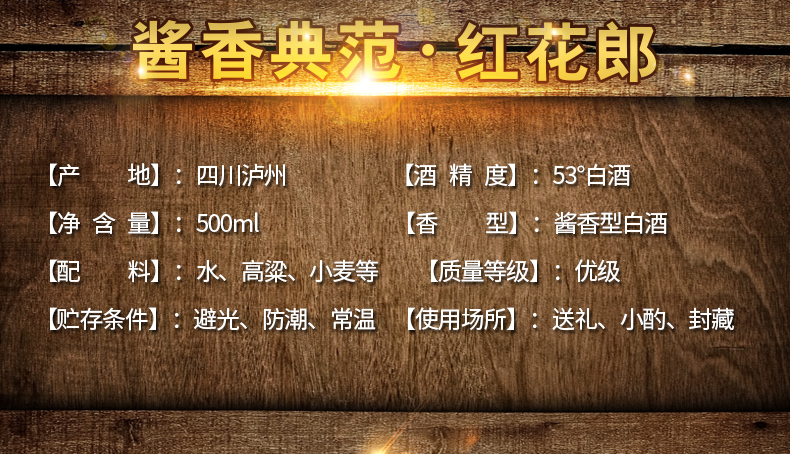 酱香典范·红花郎
【产 地】：四川泸州 【酒 精 度】：53°白酒
【净 含 量】：500ml 【香 型】：酱香型白酒
【配 料】：水、高粱、小麦等 【质量等级】：优级
【贮存条件】：避光、防潮、常温 【使用场所】：送礼、小酌、封藏